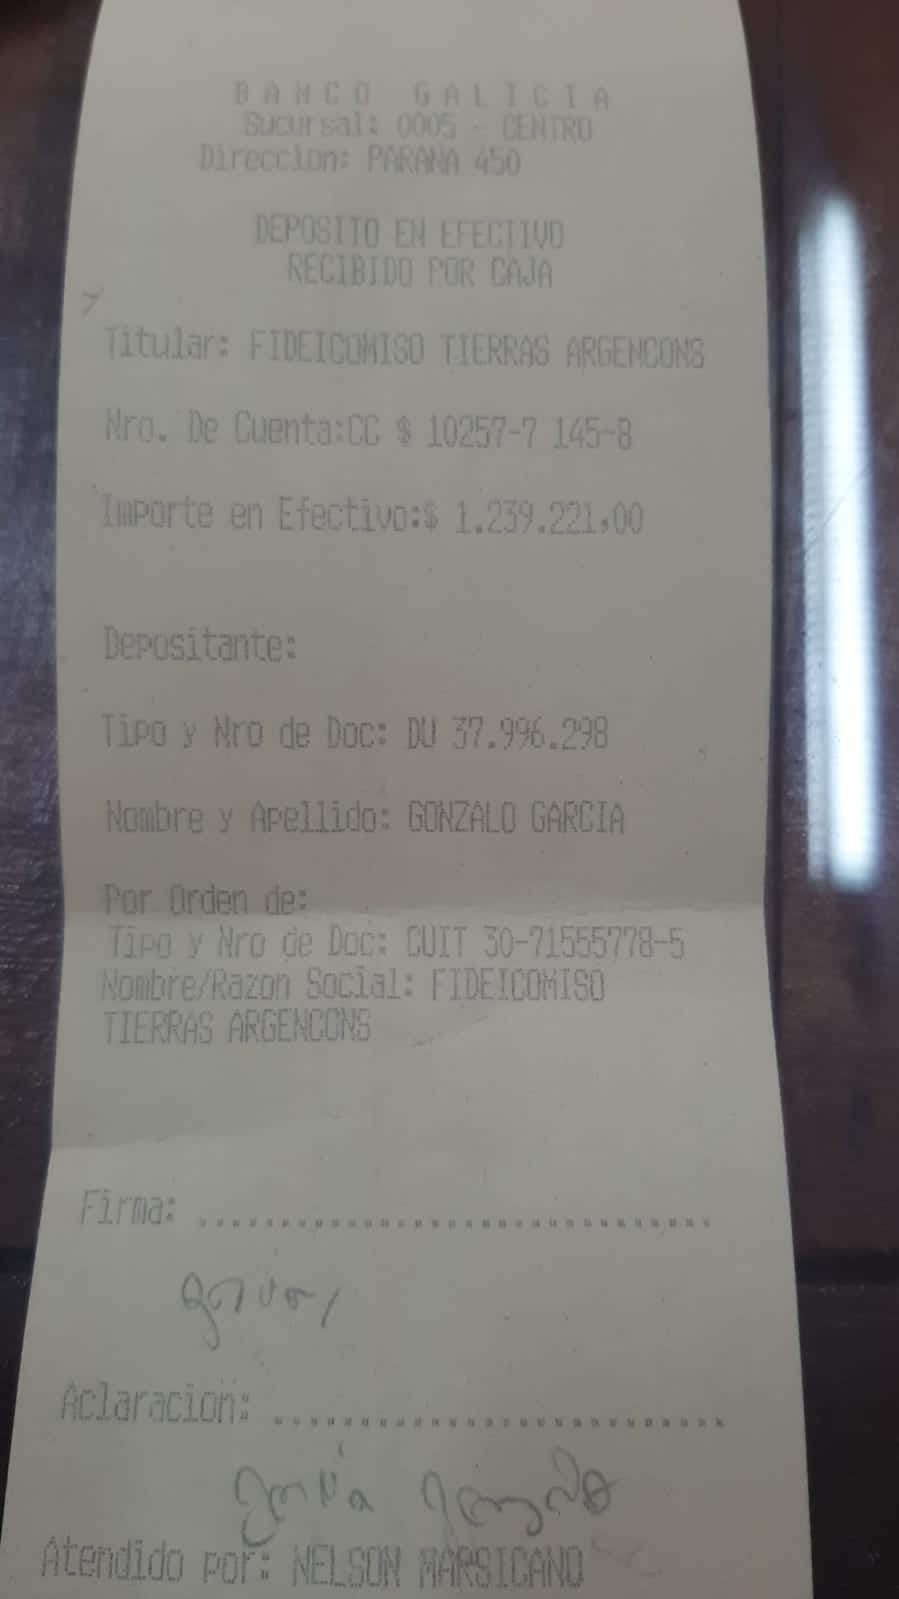 BANCO GALICIA
Sucursal: 0005 - CENTRO
Direccion: PARANA 450
DEPOSITO EN EFECTIVO
RECIBIDO POR CAJA
Titular: FIDEICOMISO TIERRAS ARGENCONS
Nro. De Cuenta:CC $ 10257-7 145-8
Importe en Efectivo:$ 1.239.221,00
Depositante:
Tipo y Nro de Doc: DU 37.996.298
Nombre y Apellido: GONZALO GARCIA
Por Orden de:
Tipo y Nro de Doc: CUIT 30-71555778-5
Nombre/Razon Social: FIDEICOMISO
TIERRAS ARGENCONS
Firma: ................................
Aclaracion: ............................
García Gonzalo
Atendido por: NELSON MARSICANO